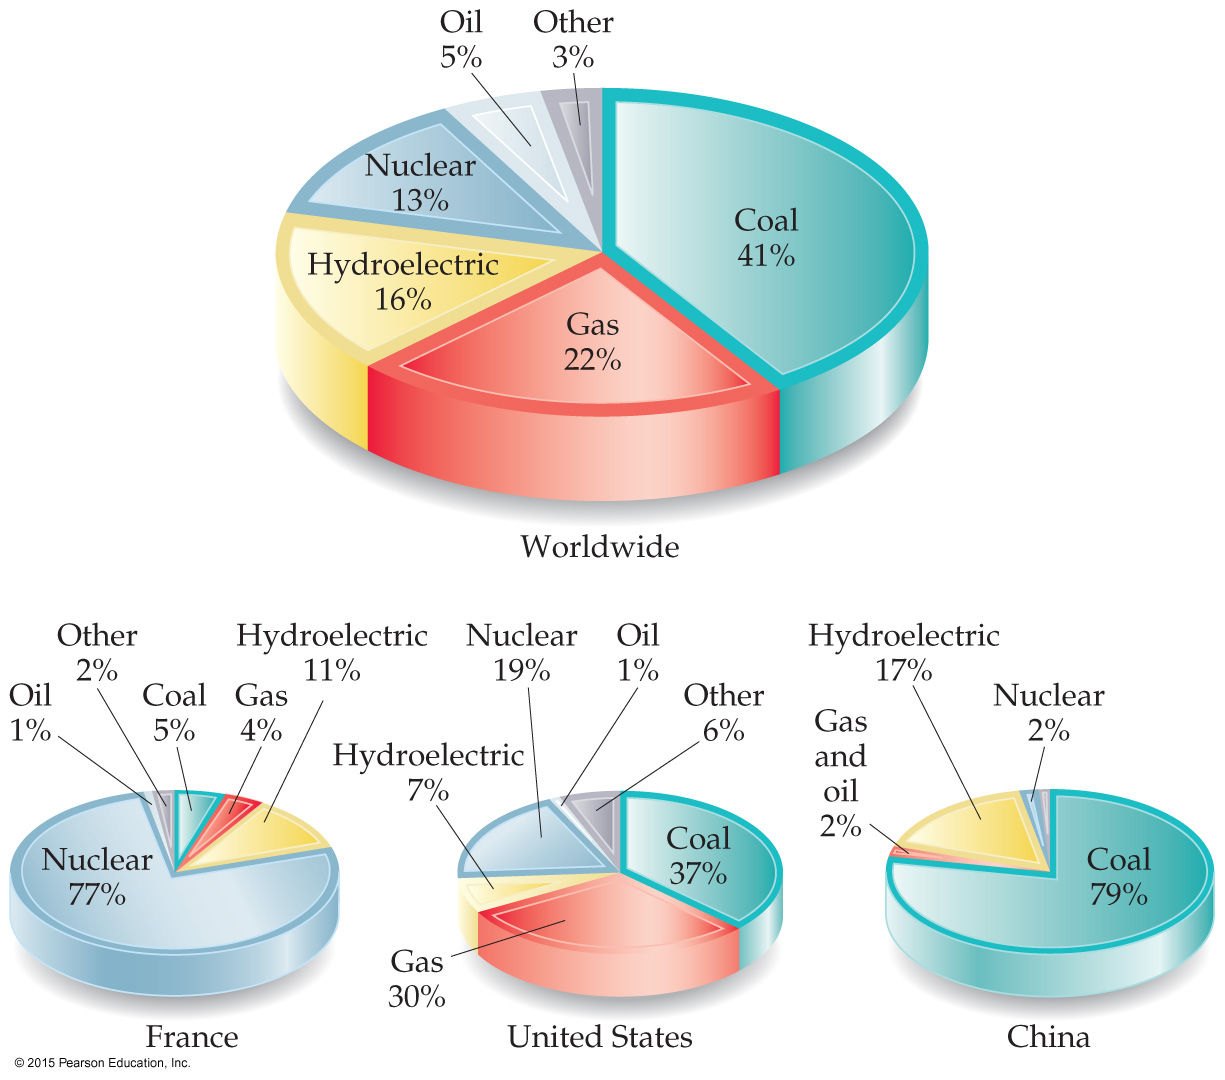 Oil
5%
Other
3%
Nuclear
13%
Coal
41%
Hydroelectric
16%
Gas
22%
Worldwide
Oil
1%
Other
2%
Coal
5%
Gas
4%
Hydroelectric
11%
Nuclear
77%
France
Hydroelectric
7%
Nuclear
19%
Oil
1%
Other
6%
Coal
37%
Gas
30%
United States
Gas
and
oil
2%
Hydroelectric
17%
Nuclear
2%
Coal
79%
China
© 2015 Pearson Education, Inc.